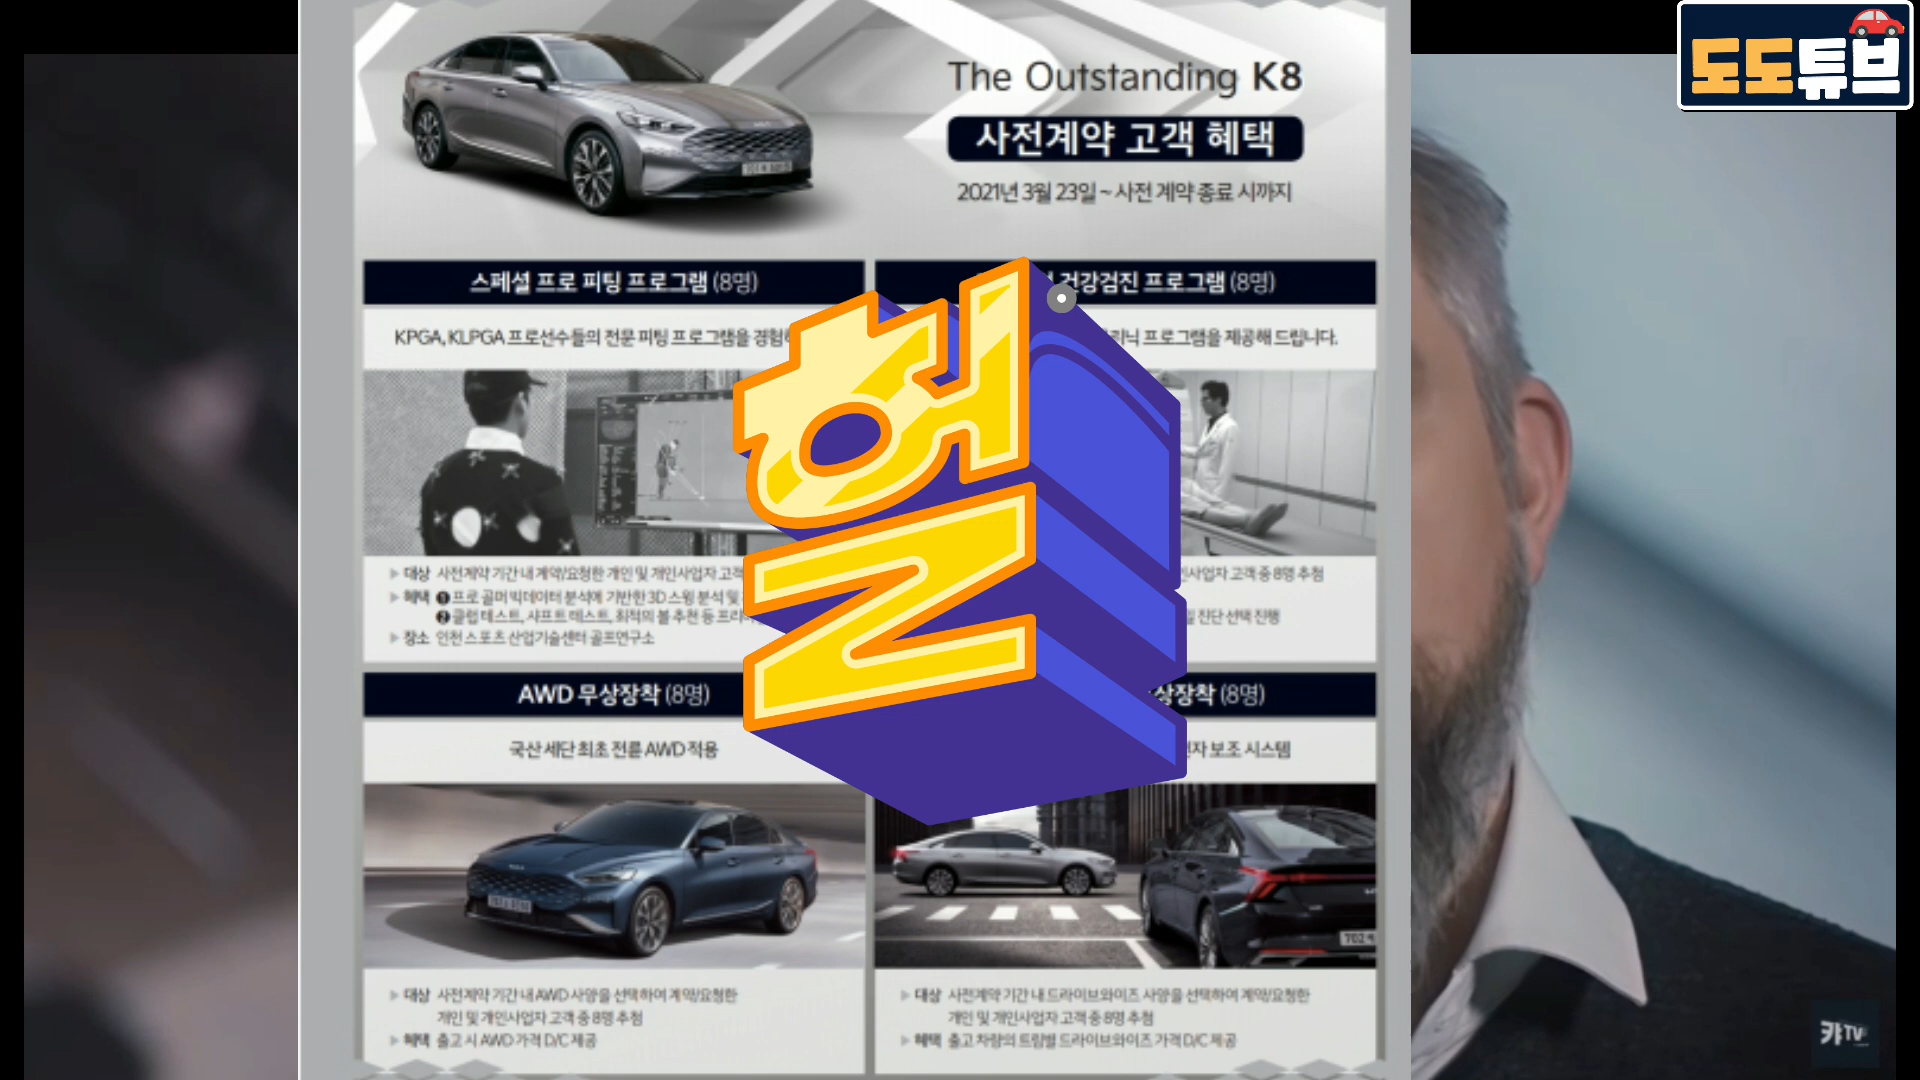 도도튜브
The Outstanding K8
사전계약 고객 혜택
2021년 3월 23일 ~ 사전 계약 종료 시까지
스페셜 프로 피팅 프로그램 (8명)
KPGA, KLPGA 프로선수들의 전문 피팅 프로그램을
▶ 대상 사전계약 기간 내 계약/요청한 개인 및 개인사업자 고객
▶ 혜택 ❶ 프로 골퍼 빅데이터 분석에 기반한 3D 스윙 분석 및
❷ 클럽 테스트, 샤프트 테스트, 최적의 볼 추천 등
▶ 장소 인천 스포츠 산업기술센터 골프연구소
건강검진 프로그램 (8명)
프로그램을 제공해 드립니다.
고객 중 8명 추첨
진단 선택 진행
헐
AWD 무상장착 (8명)
국산 세단 최초 전륜 AWD 적용
▶ 대상 사전계약 기간 내 AWD 사양을 선택하여 계약/요청한
개인 및 개인사업자 고객 중 8명 추첨
▶ 혜택 출고 시 AWD 가격 D/C 제공
상장착 (8명)
보조 시스템
▶ 대상 사전계약 기간 내 드라이브와이즈 사양을 선택하여 계약/요청한
개인 및 개인사업자 고객 중 8명 추첨
▶ 혜택 출고 차량의 트림별 드라이브와이즈 가격 D/C 제공
캬TV